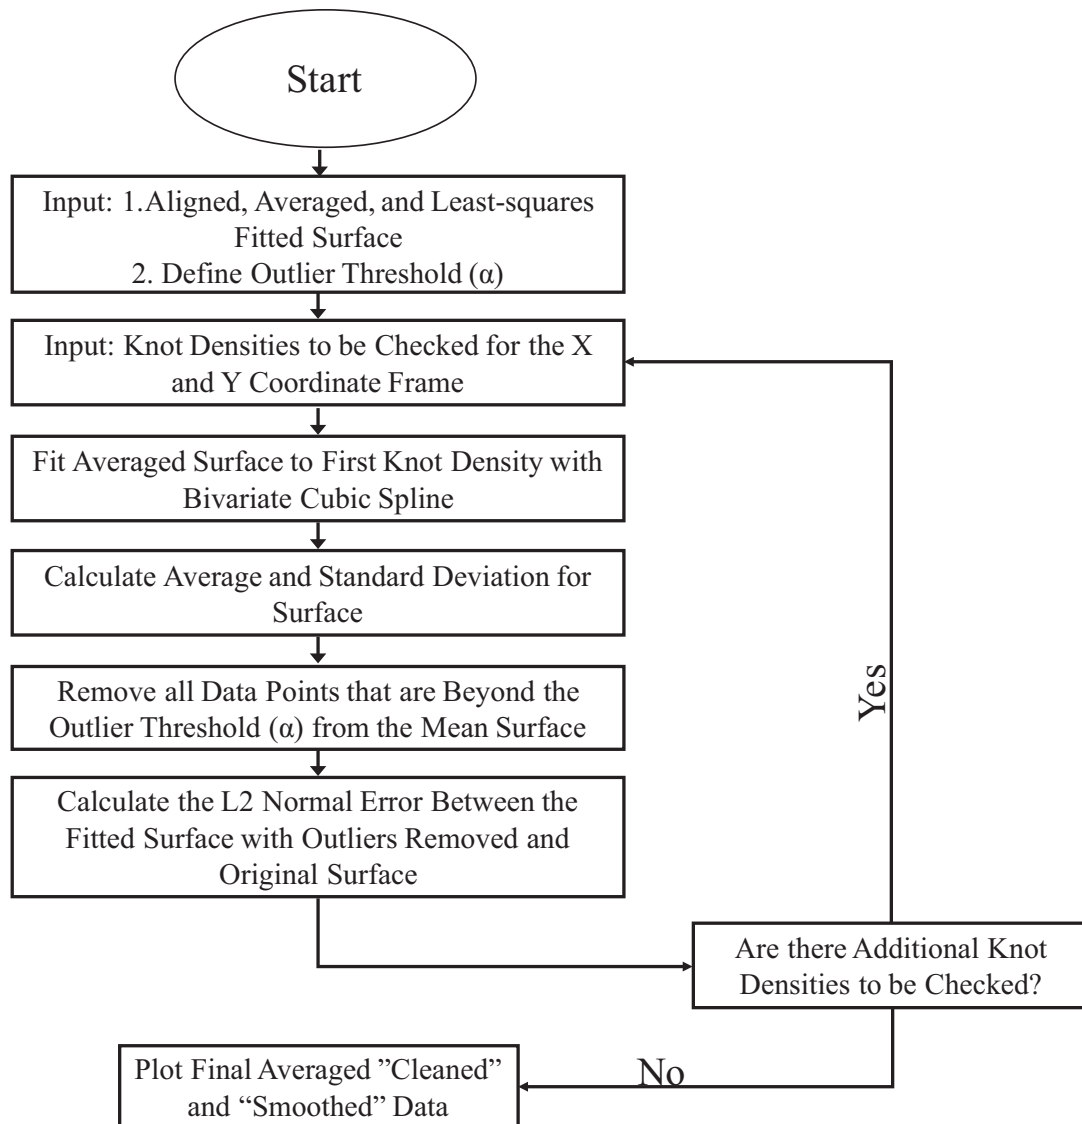 Start
Input: 1.Aligned, Averaged, and Least-squares
Fitted Surface
2. Define Outlier Threshold (α)
Input: Knot Densities to be Checked for the X
and Y Coordinate Frame
Fit Averaged Surface to First Knot Density with
Bivariate Cubic Spline
Calculate Average and Standard Deviation for
Surface
Remove all Data Points that are Beyond the
Outlier Threshold (α) from the Mean Surface
Calculate the L2 Normal Error Between the
Fitted Surface with Outliers Removed and
Original Surface
Yes
Are there Additional Knot
Densities to be Checked?
No
Plot Final Averaged ”Cleaned”
and “Smoothed” Data